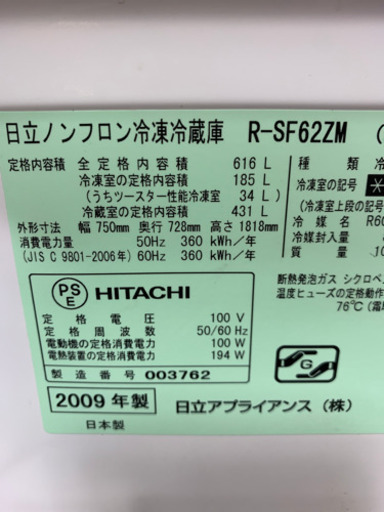 日立ノンフロン冷凍冷蔵庫 R-SF62ZM (
定格内容積 全定格内容積 616 L 種類 冷
冷凍室の定格内容積 185 L 冷凍室の記号
(うちツースター性能冷凍室 34 L) (冷凍室上段の記号
冷蔵室の定格内容積 431 L 冷媒 R60
外形寸法 幅 750mm 奥行 728mm 高さ 1818mm 冷媒封入量
消費電力量 50Hz 360 kWh/年 質量 10
(JIS C 9801-2006年) 60Hz 360 kWh/年
断熱発泡ガス シクロペ
PS E HITACHI 温度ヒューズの定格動作
76℃ (最
定格電圧 100 V
定格周波数 50/60 Hz
電動機の定格消費電力 100 W
電熱装置の定格消費電力 194 W
G
製造番号 003762
2009 年製 日立アプライアンス (株)
日本製